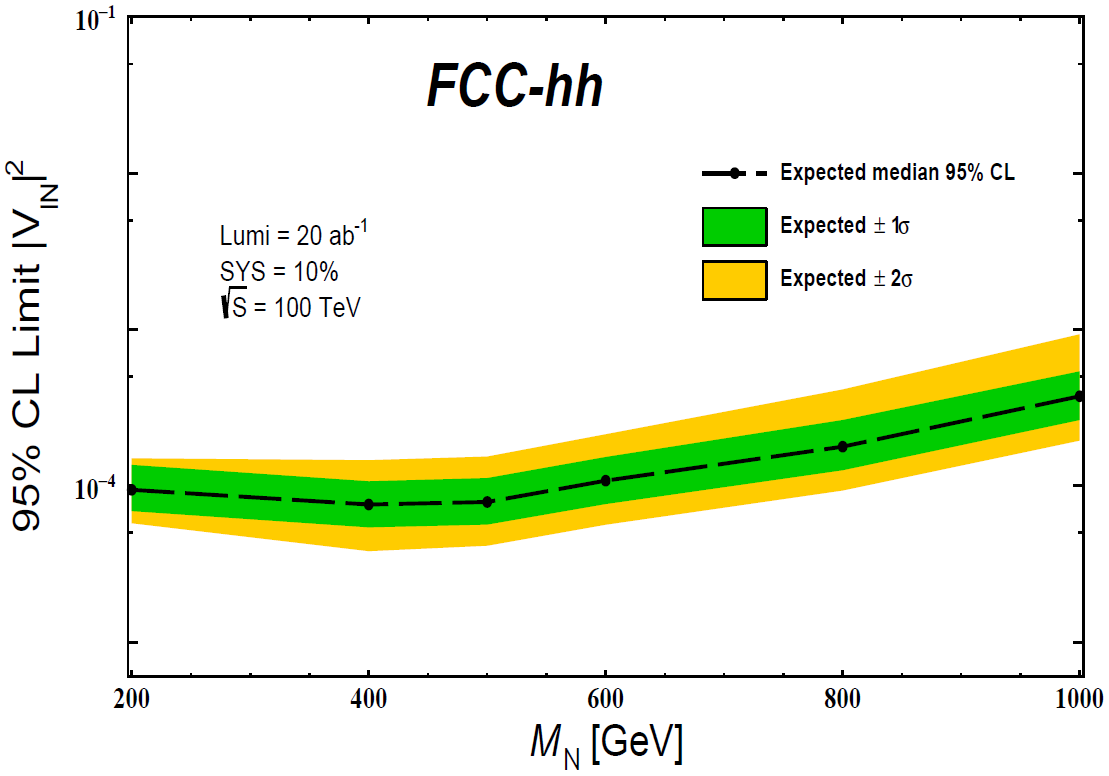 10⁻¹
FCC-hh
95% CL Limit |V_IN|²
Expected median 95% CL
Lumi = 20 ab⁻¹
Expected ± 1σ
SYS = 10%
Expected ± 2σ
√S = 100 TeV
10⁻⁴
200 400 600 800 1000
M_N [GeV]